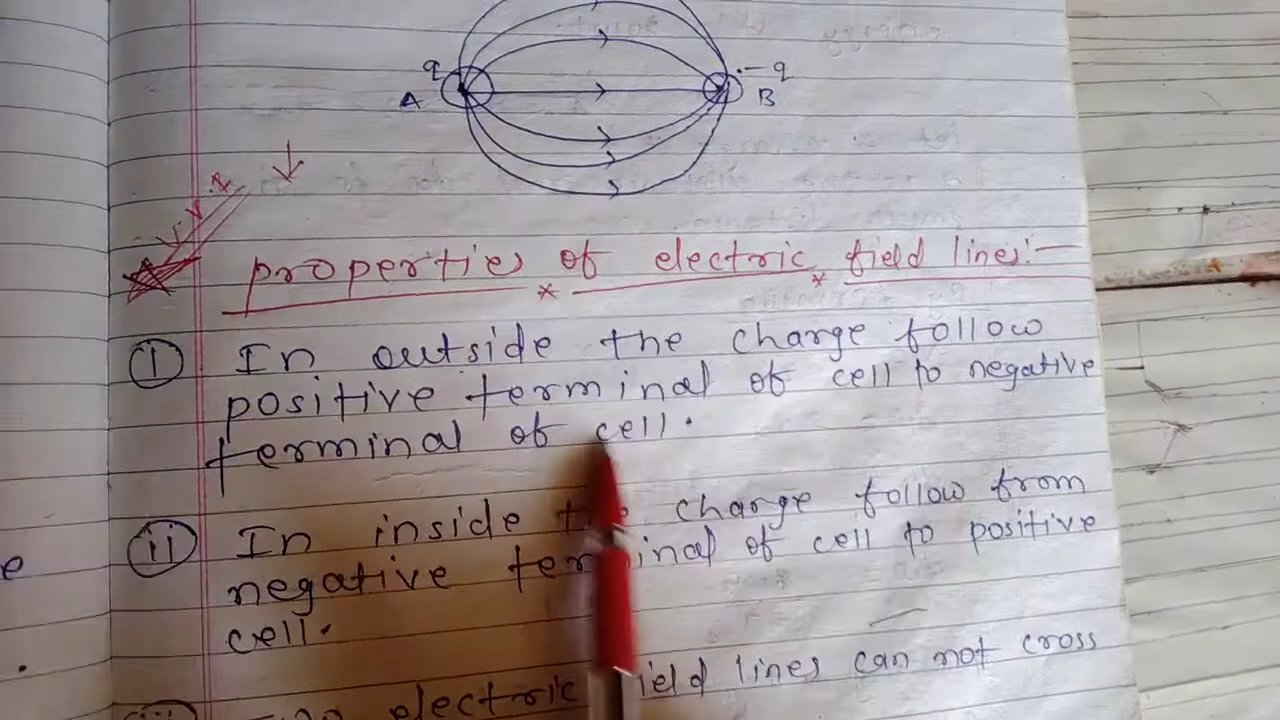 q
-q
A
B
properties of electric field lines:-
(i) In outside the charge follow
positive terminal of cell to negative
terminal of cell.
(ii) In inside the charge follow from
negative terminal of cell to positive
cell.
electric field lines can not cross
e